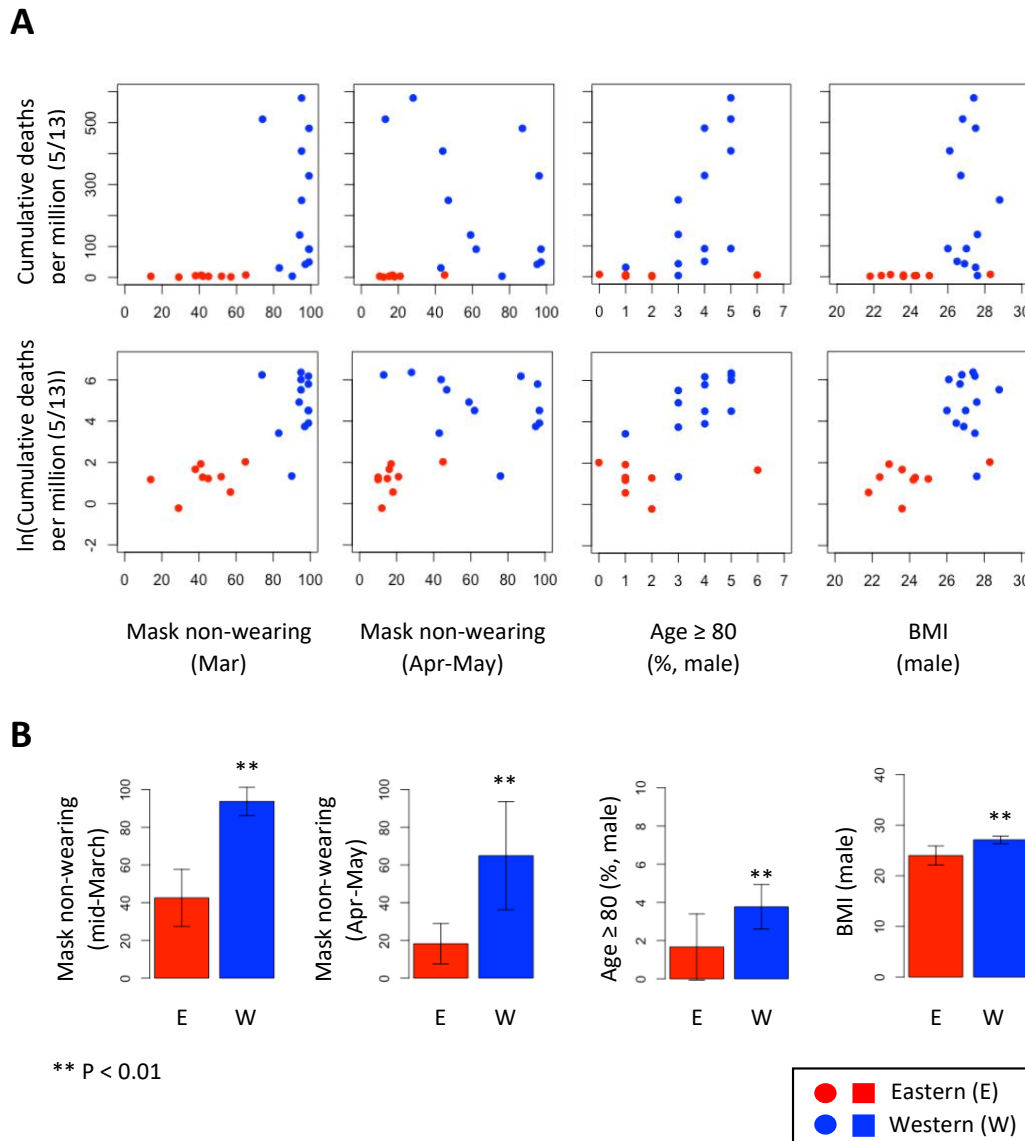 A
Cumulative deaths
per million (5/13)
0 100 300 500
0 20 40 60 80 100
0 20 40 60 80 100
0 1 2 3 4 5 6 7
20 22 24 26 28 30
ln(Cumulative deaths
per million (5/13))
-2 0 2 4 6
0 20 40 60 80 100
0 20 40 60 80 100
0 1 2 3 4 5 6 7
20 22 24 26 28 30
Mask non-wearing
(Mar)
Mask non-wearing
(Apr-May)
Age ≥ 80
(%, male)
BMI
(male)
B
Mask non-wearing
(mid-March)
0 20 40 60 80 100
**
E W
Mask non-wearing
(Apr-May)
0 20 40 60 80 100
**
E W
Age ≥ 80 (%, male)
0 2 4 6 8 10
**
E W
BMI (male)
0 10 20 30 40
**
E W
** P < 0.01
Eastern (E)
Western (W)